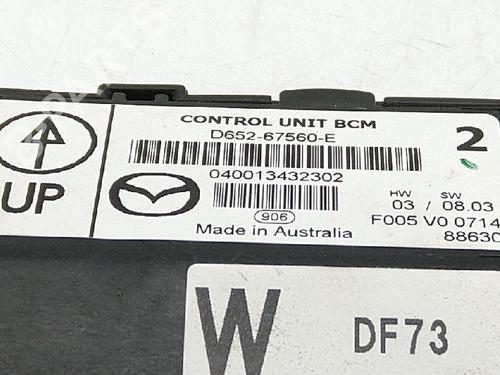 CONTROL UNIT BCM
D652-67560-E
2
040013432302
HW SW
03 / 08.03
F005 V0 0714
88630
906
Made in Australia
UP
W
DF73